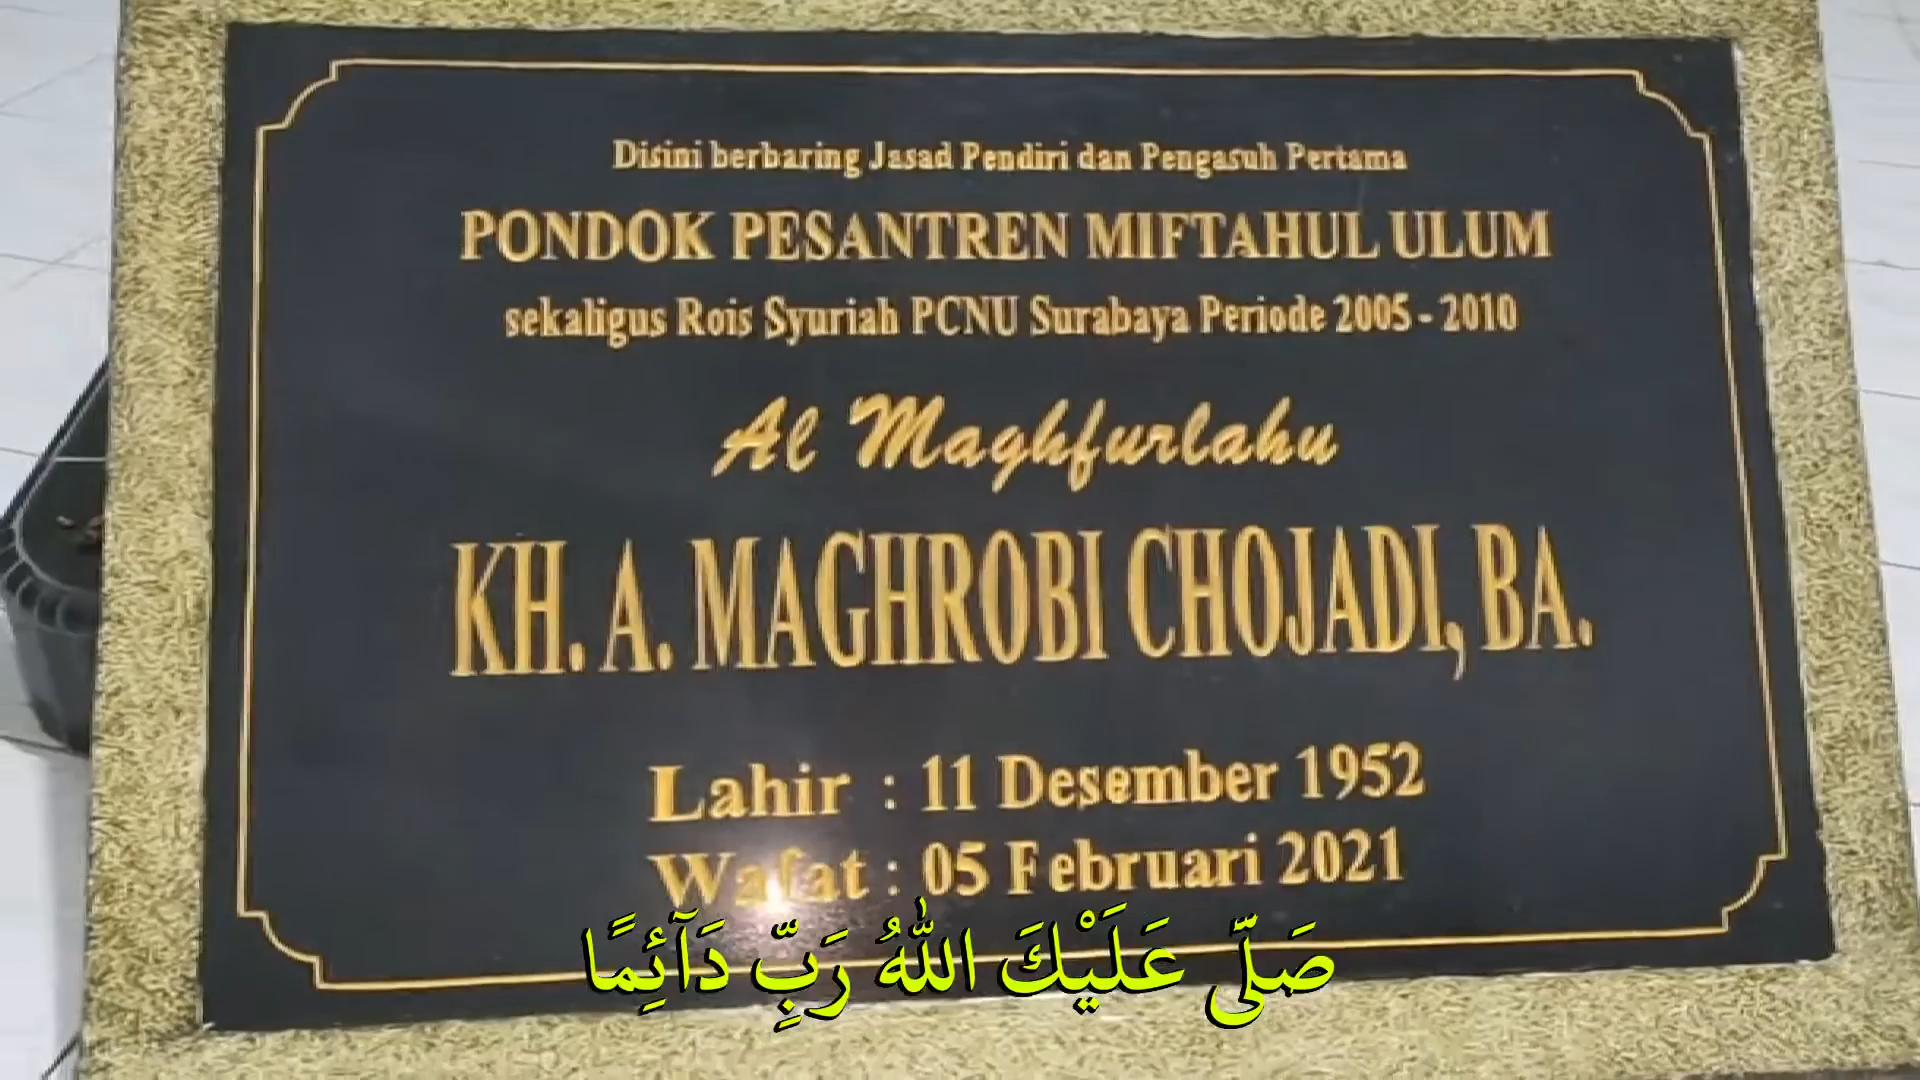 Disini berbaring Jasad Pendiri dan Pengasuh Pertama
PONDOK PESANTREN MIFTAHUL ULUM
sekaligus Rois Syuriah PCNU Surabaya Periode 2005 - 2010
Al Maghfurlahu
KH. A. MAGHROBI CHOJADI, BA.
Lahir : 11 Desember 1952
Wafat : 05 Februari 2021
صَلّٰى عَلَيْكَ اللّٰهُ رَبِّ دَآئِمًا